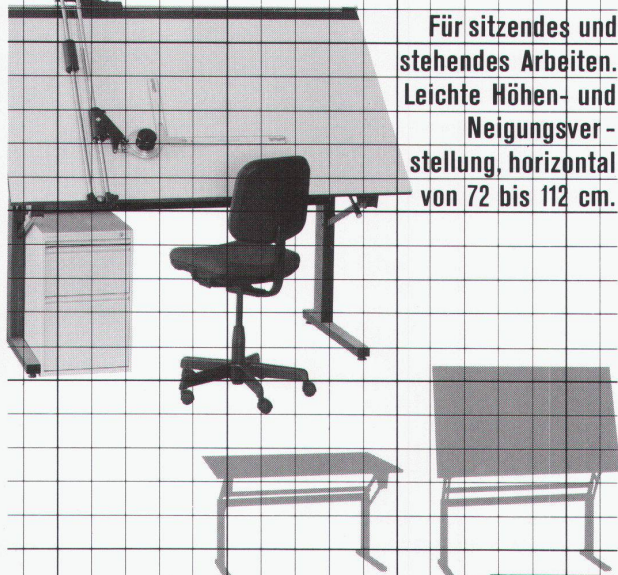 Für sitzendes und
stehendes Arbeiten.
Leichte Höhen- und
Neigungsver-
stellung, horizontal
von 72 bis 112 cm.